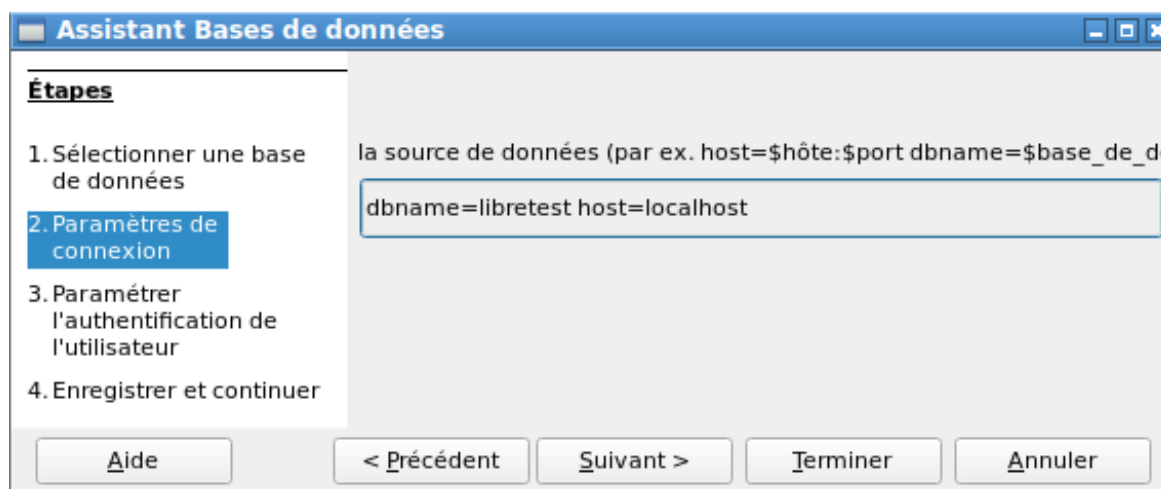 Assistant Bases de données
Étapes
1. Sélectionner une base
de données
2. Paramètres de
connexion
3. Paramétrer
l'authentification de
l'utilisateur
4. Enregistrer et continuer
la source de données (par ex. host=$hôte:$port dbname=$base_de_d
dbname=libretest host=localhost
Aide
< Précédent
Suivant >
Terminer
Annuler